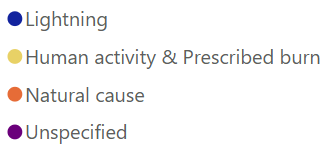 Lightning
Human activity & Prescribed burn
Natural cause
Unspecified